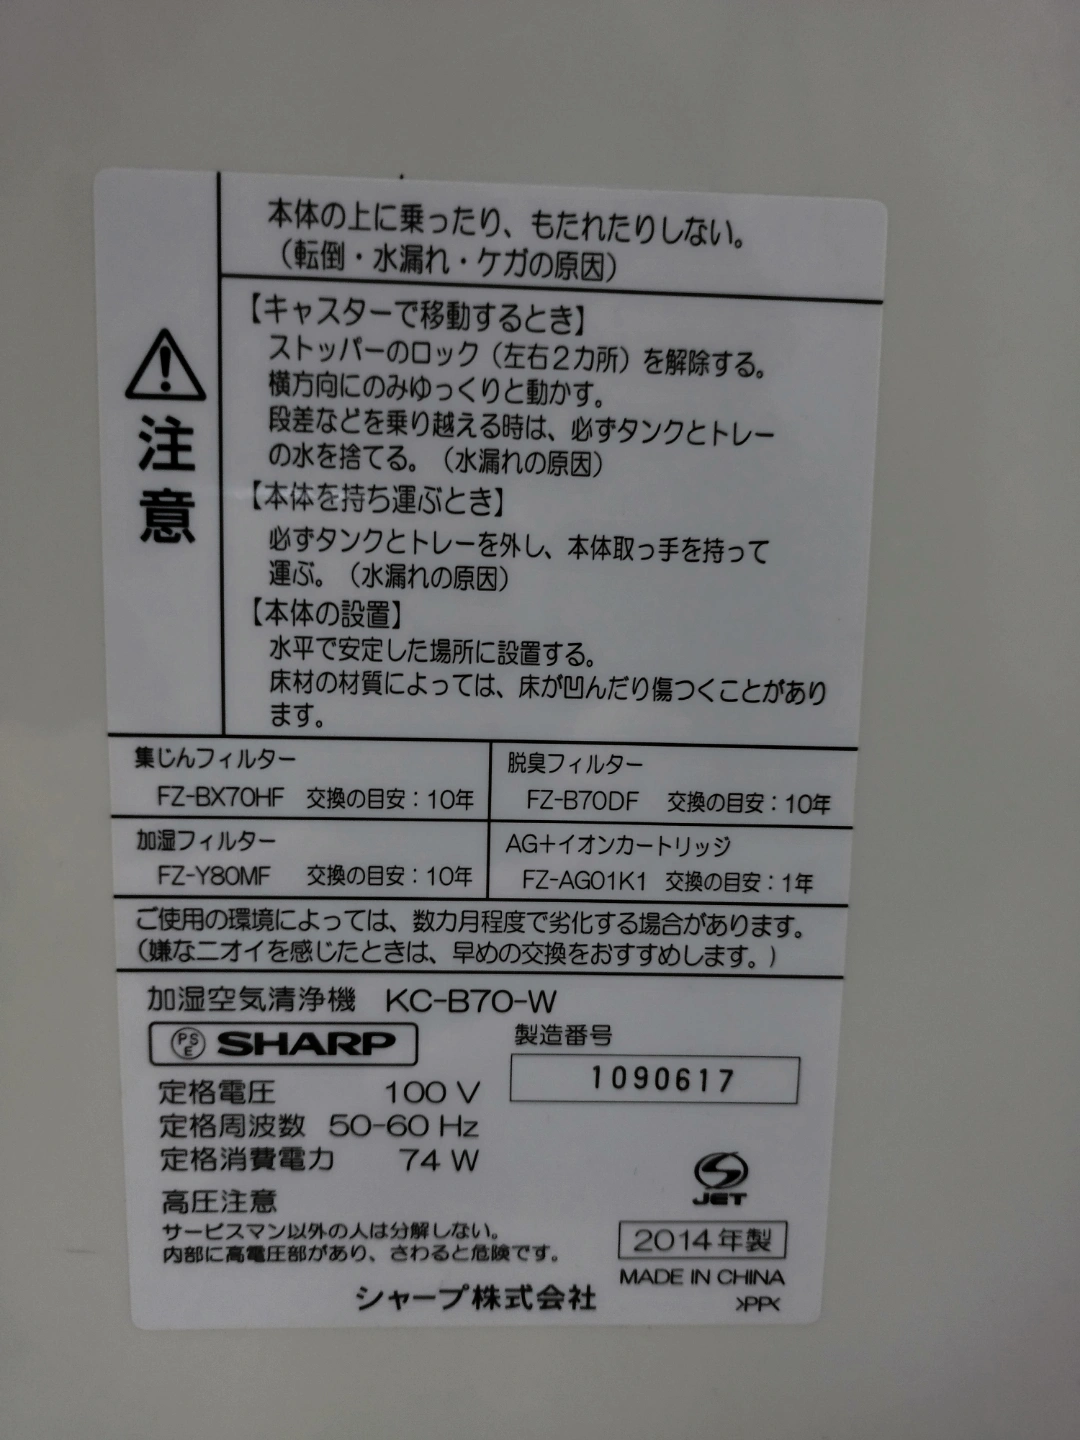 本体の上に乗ったり、もたれたりしない。
（転倒・水漏れ・ケガの原因）
注意
【キャスターで移動するとき】
ストッパーのロック（左右2カ所）を解除する。
横方向にのみゆっくりと動かす。
段差などを乗り越える時は、必ずタンクとトレー
の水を捨てる。（水漏れの原因）
【本体を持ち運ぶとき】
必ずタンクとトレーを外し、本体取っ手を持って
運ぶ。（水漏れの原因）
【本体の設置】
水平で安定した場所に設置する。
床材の材質によっては、床が凹んだり傷つくことがあり
ます。
集じんフィルター
FZ-BX70HF 交換の目安：10年
脱臭フィルター
FZ-B70DF 交換の目安：10年
加湿フィルター
FZ-Y80MF 交換の目安：10年
AG+イオンカートリッジ
FZ-AG01K1 交換の目安：1年
ご使用の環境によっては、数カ月程度で劣化する場合があります。
（嫌なニオイを感じたときは、早めの交換をおすすめします。）
加湿空気清浄機 KC-B70-W
PSE SHARP
製造番号
1090617
定格電圧 100 V
定格周波数 50-60 Hz
定格消費電力 74 W
JET
高圧注意
サービスマン以外の人は分解しない。
内部に高電圧部があり、さわると危険です。
2014年製
MADE IN CHINA
シャープ株式会社
>PP<